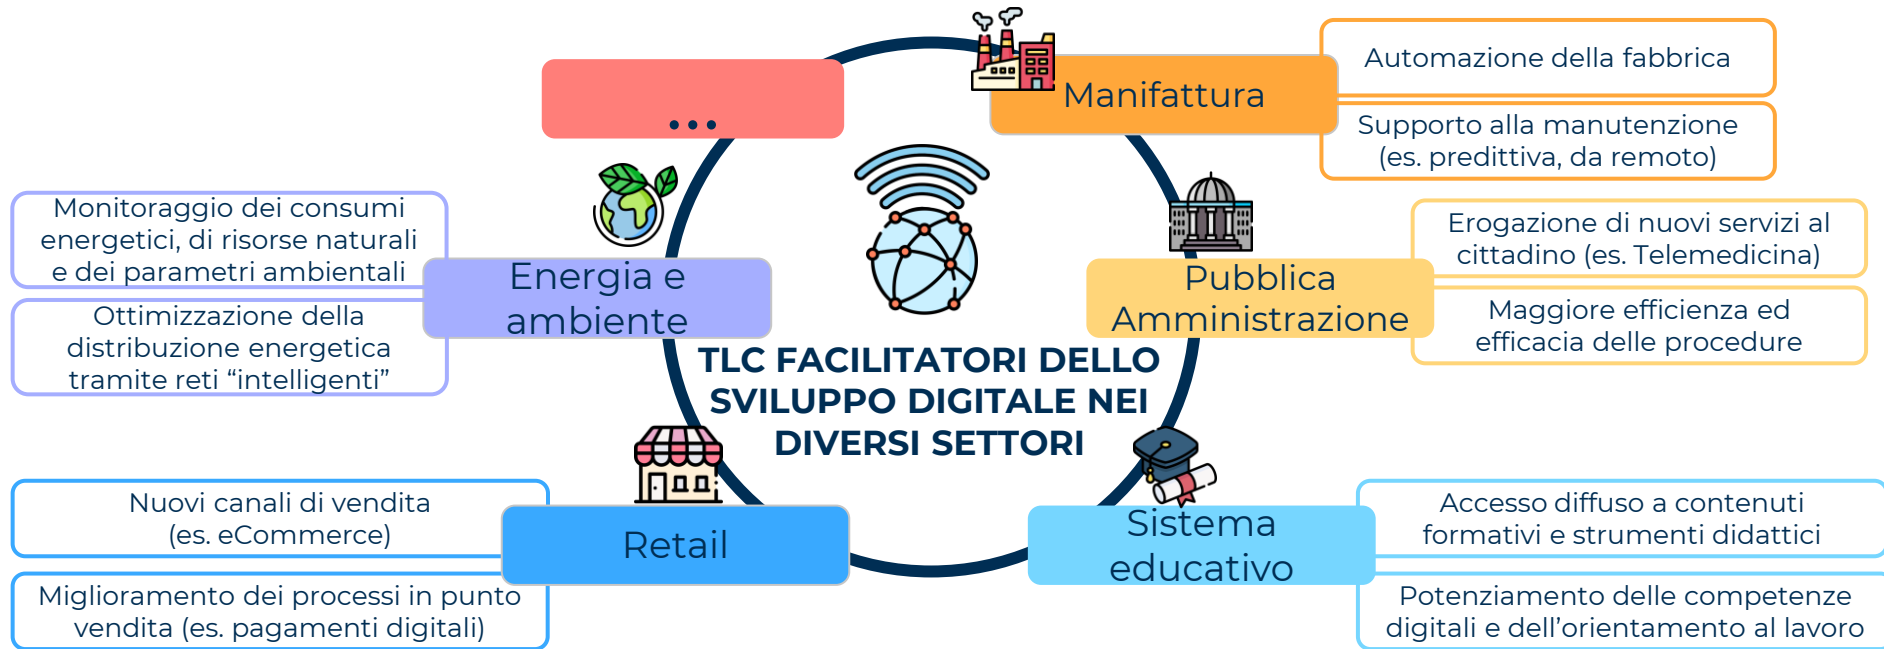 ...
Manifattura
Automazione della fabbrica
Supporto alla manutenzione
(es. predittiva, da remoto)
Monitoraggio dei consumi
energetici, di risorse naturali
e dei parametri ambientali
Ottimizzazione della
distribuzione energetica
tramite reti “intelligenti”
Energia e
ambiente
Pubblica
Amministrazione
Erogazione di nuovi servizi al
cittadino (es. Telemedicina)
Maggiore efficienza ed
efficacia delle procedure
TLC FACILITATORI DELLO
SVILUPPO DIGITALE NEI
DIVERSI SETTORI
Nuovi canali di vendita
(es. eCommerce)
Miglioramento dei processi in punto
vendita (es. pagamenti digitali)
Retail
Sistema
educativo
Accesso diffuso a contenuti
formativi e strumenti didattici
Potenziamento delle competenze
digitali e dell’orientamento al lavoro